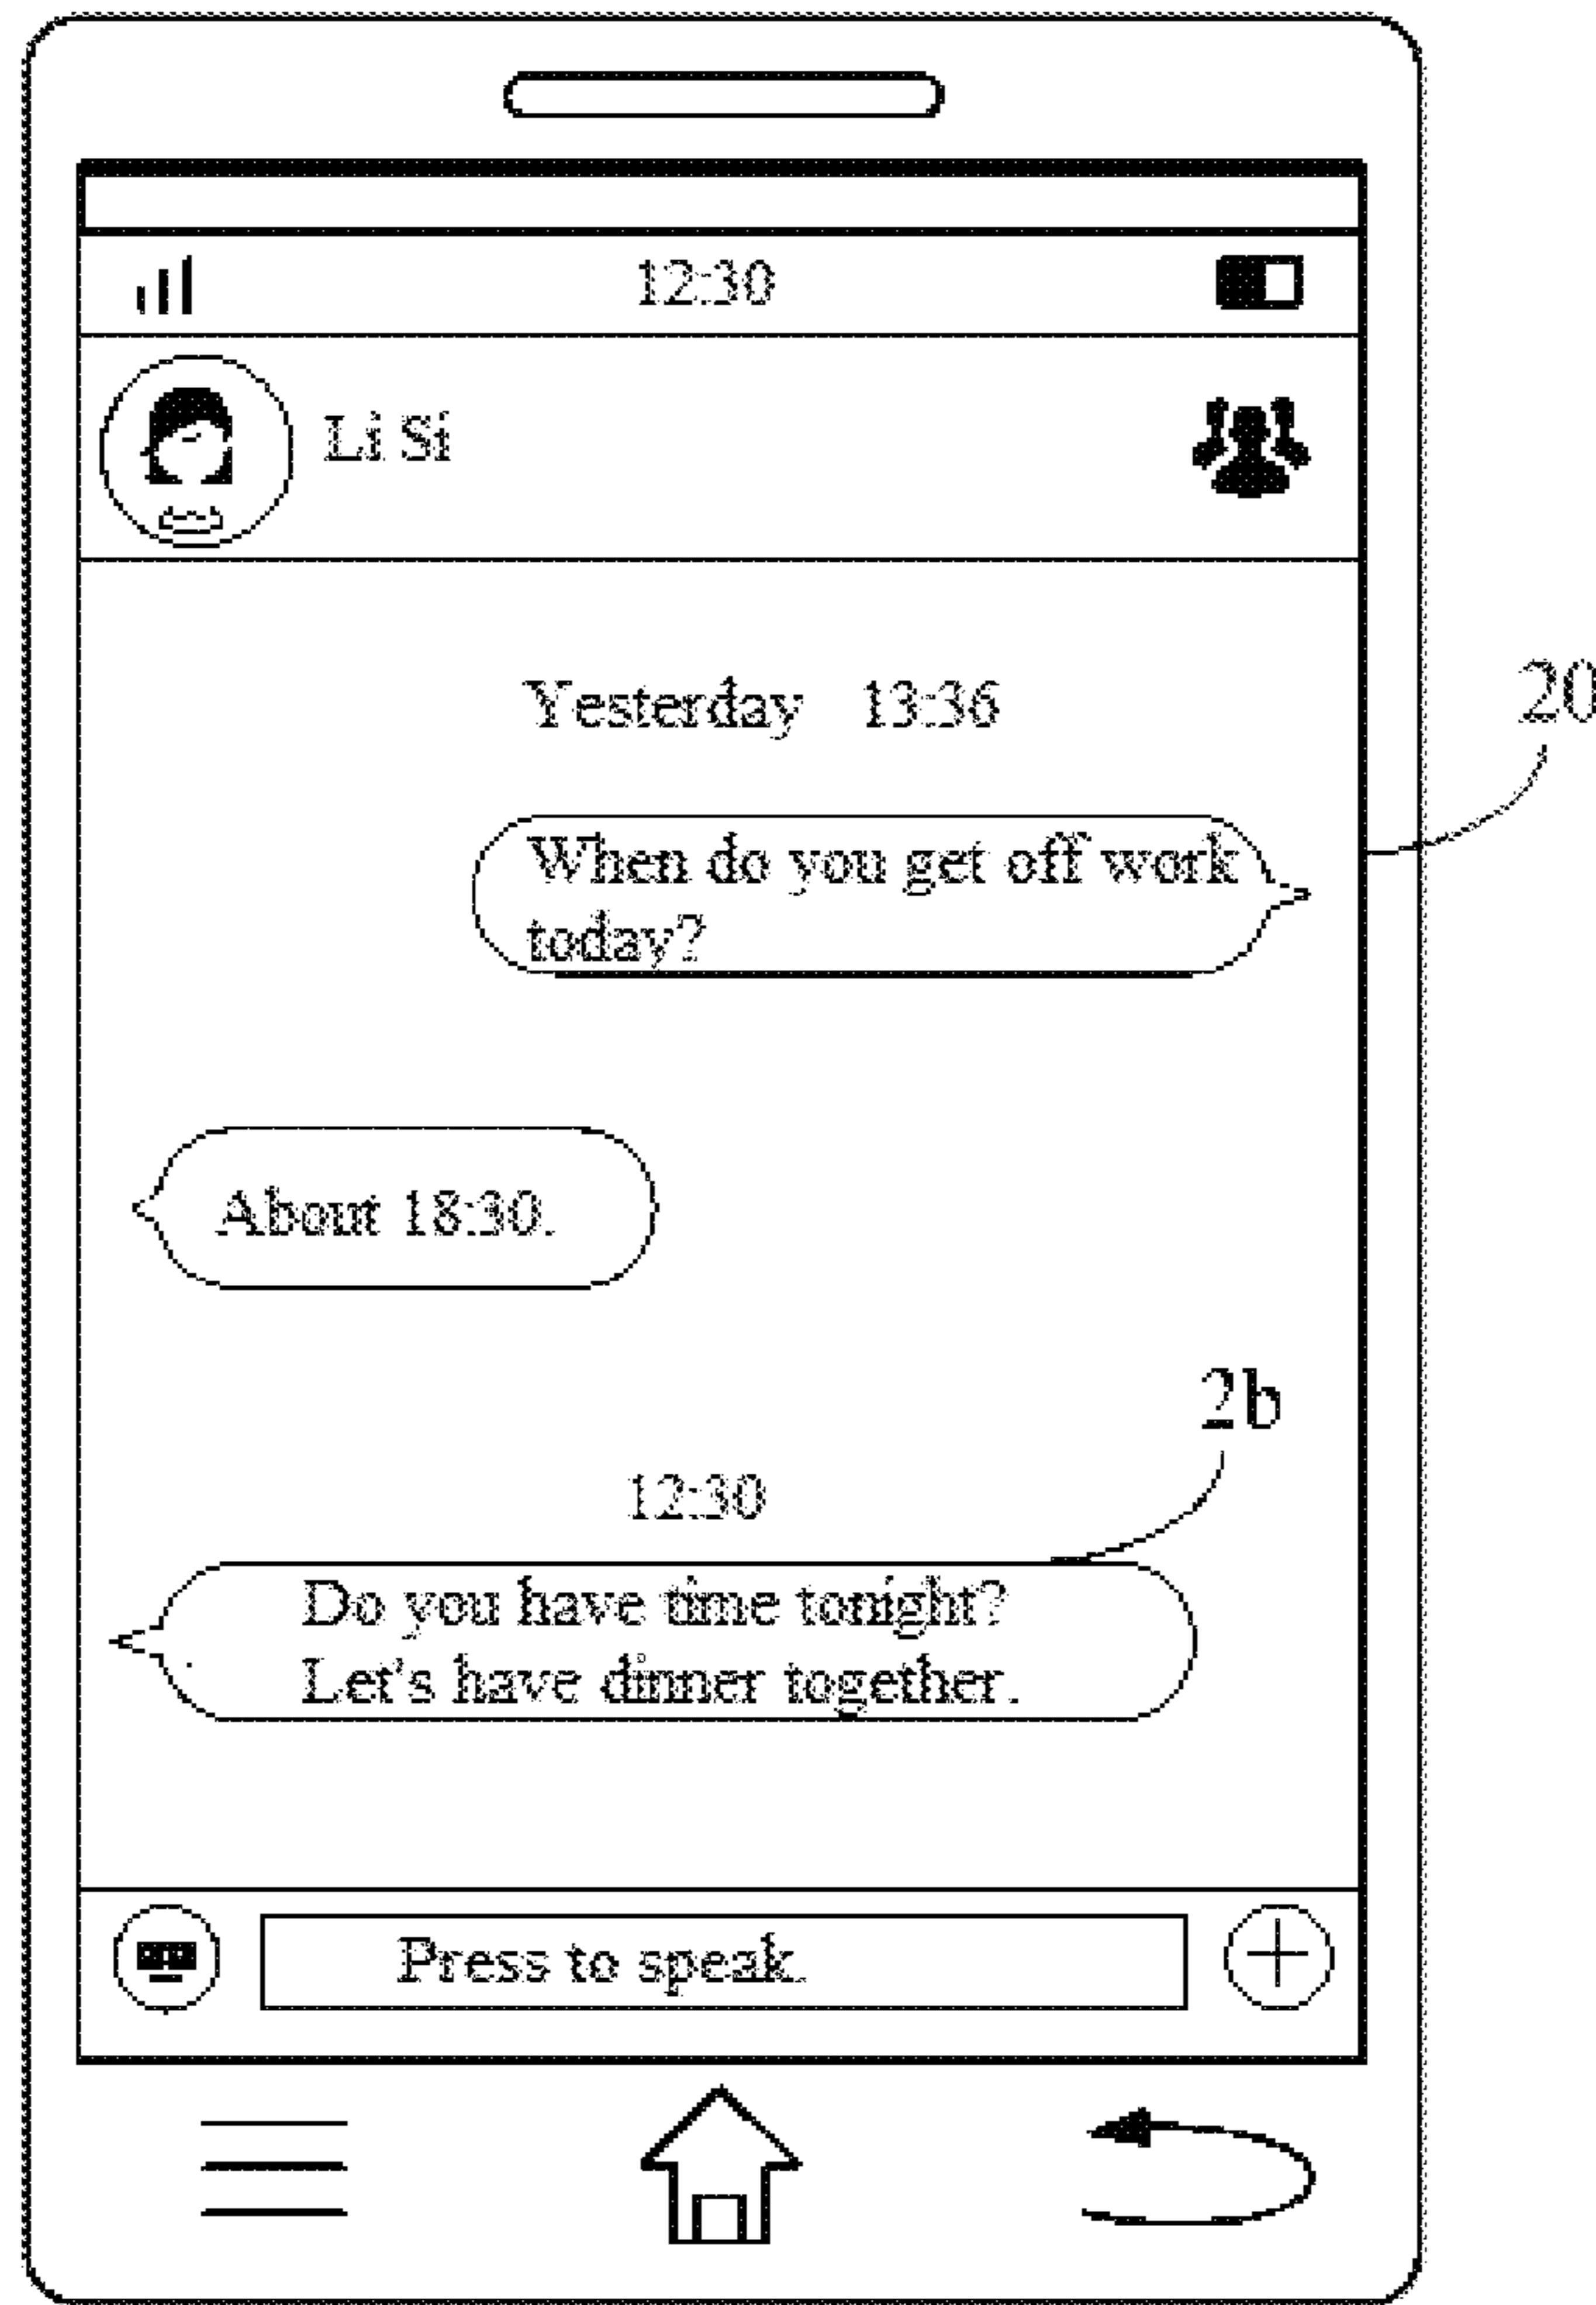 12:30
Li Si
Yesterday 13:36
20
When do you get off work
today?
About 18:30.
2b
12:30
Do you have time tonight?
Let's have dinner together.
Press to speak.